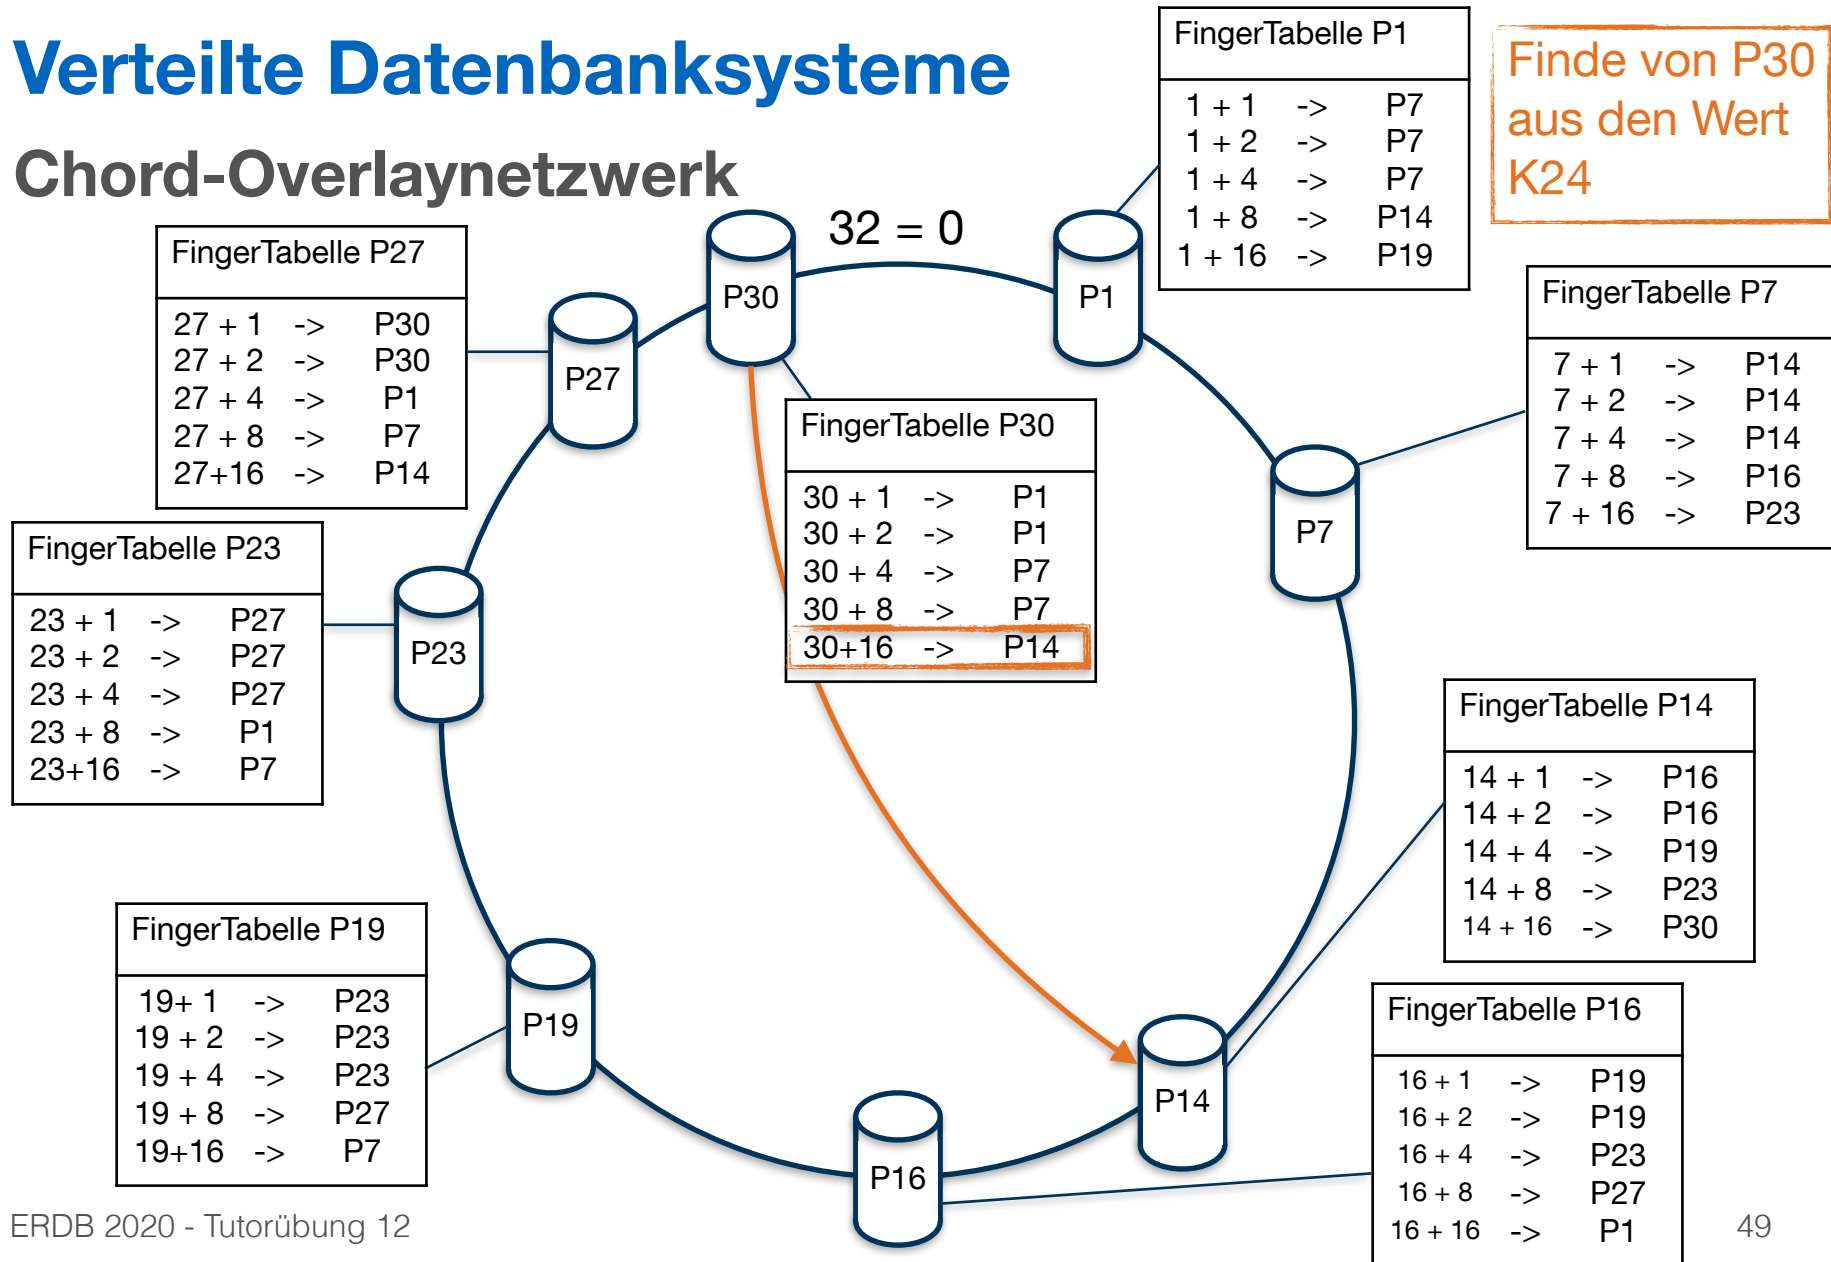 Verteilte Datenbanksysteme
Chord-Overlaynetzwerk
Finde von P30
aus den Wert
K24
32 = 0
P30
P1
P7
P14
P16
P19
P23
P27
FingerTabelle P1
1 + 1 -> P7
1 + 2 -> P7
1 + 4 -> P7
1 + 8 -> P14
1 + 16 -> P19
FingerTabelle P27
27 + 1 -> P30
27 + 2 -> P30
27 + 4 -> P1
27 + 8 -> P7
27+16 -> P14
FingerTabelle P7
7 + 1 -> P14
7 + 2 -> P14
7 + 4 -> P14
7 + 8 -> P16
7 + 16 -> P23
FingerTabelle P30
30 + 1 -> P1
30 + 2 -> P1
30 + 4 -> P7
30 + 8 -> P7
30+16 -> P14
FingerTabelle P23
23 + 1 -> P27
23 + 2 -> P27
23 + 4 -> P27
23 + 8 -> P1
23+16 -> P7
FingerTabelle P14
14 + 1 -> P16
14 + 2 -> P16
14 + 4 -> P19
14 + 8 -> P23
14 + 16 -> P30
FingerTabelle P19
19+ 1 -> P23
19 + 2 -> P23
19 + 4 -> P23
19 + 8 -> P27
19+16 -> P7
FingerTabelle P16
16 + 1 -> P19
16 + 2 -> P19
16 + 4 -> P23
16 + 8 -> P27
16 + 16 -> P1
ERDB 2020 - Tutorübung 12
49